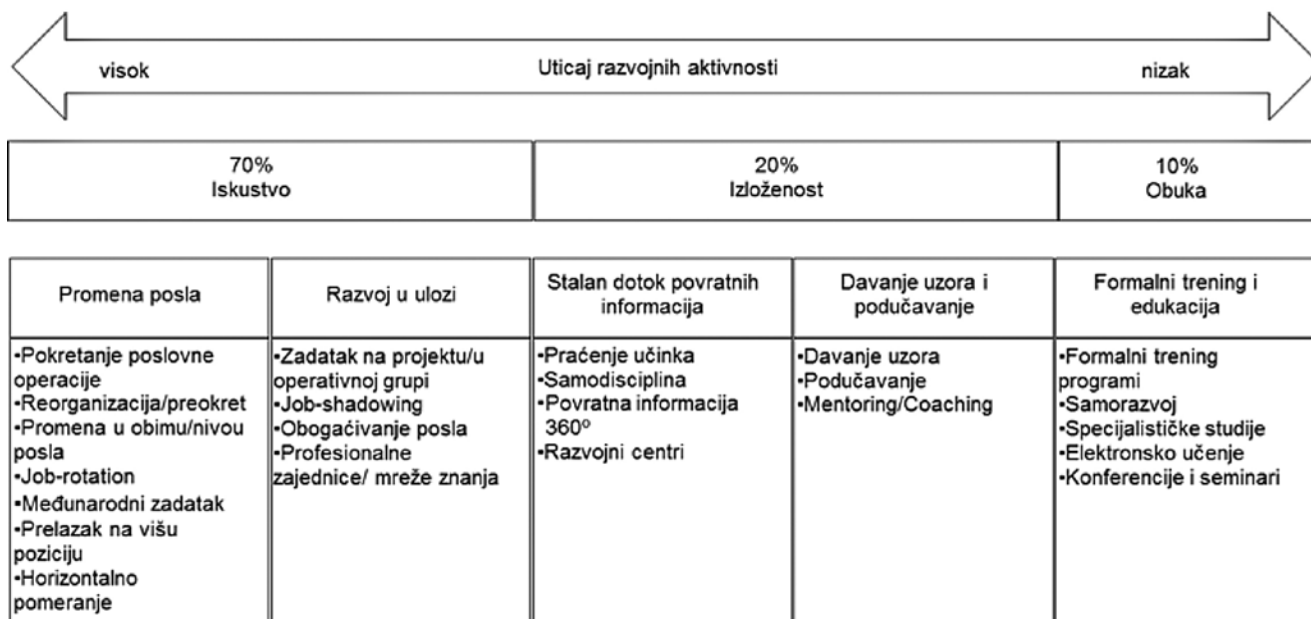 visok Uticaj razvojnih aktivnosti nizak
70%
Iskustvo
20%
Izloženost
10%
Obuka
Promena posla
Razvoj u ulozi
Stalan dotok povratnih
informacija
Davanje uzora i
podučavanje
Formalni trening i
edukacija
•Pokretanje poslovne
operacije
•Reorganizacija/preokret
•Promena u obimu/nivou
posla
•Job-rotation
•Međunarodni zadatak
•Prelazak na višu
poziciju
•Horizontalno
pomeranje
•Zadatak na projektu/u
operativnoj grupi
•Job-shadowing
•Obogaćivanje posla
•Profesionalne
zajednice/ mreže znanja
•Praćenje učinka
•Samodisciplina
•Povratna informacija
360º
•Razvojni centri
•Davanje uzora
•Podučavanje
•Mentoring/Coaching
•Formalni trening
programi
•Samorazvoj
•Specijalističke studije
•Elektronsko učenje
•Konferencije i seminari